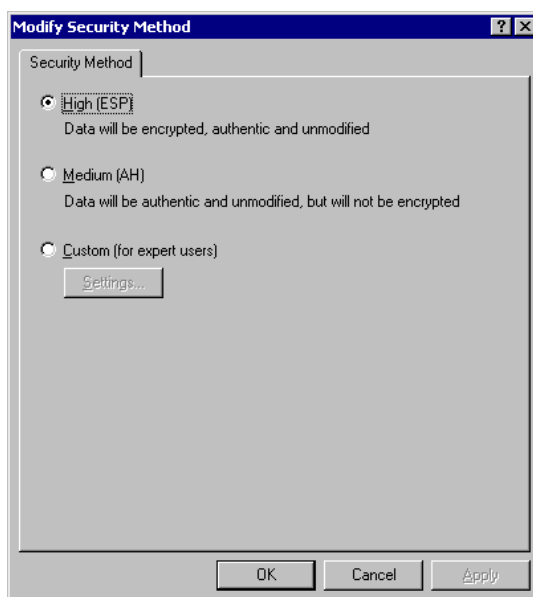 Modify Security Method
Security Method
High (ESP)
Data will be encrypted, authentic and unmodified
Medium (AH)
Data will be authentic and unmodified, but will not be encrypted
Custom (for expert users)
Settings...
OK Cancel Apply